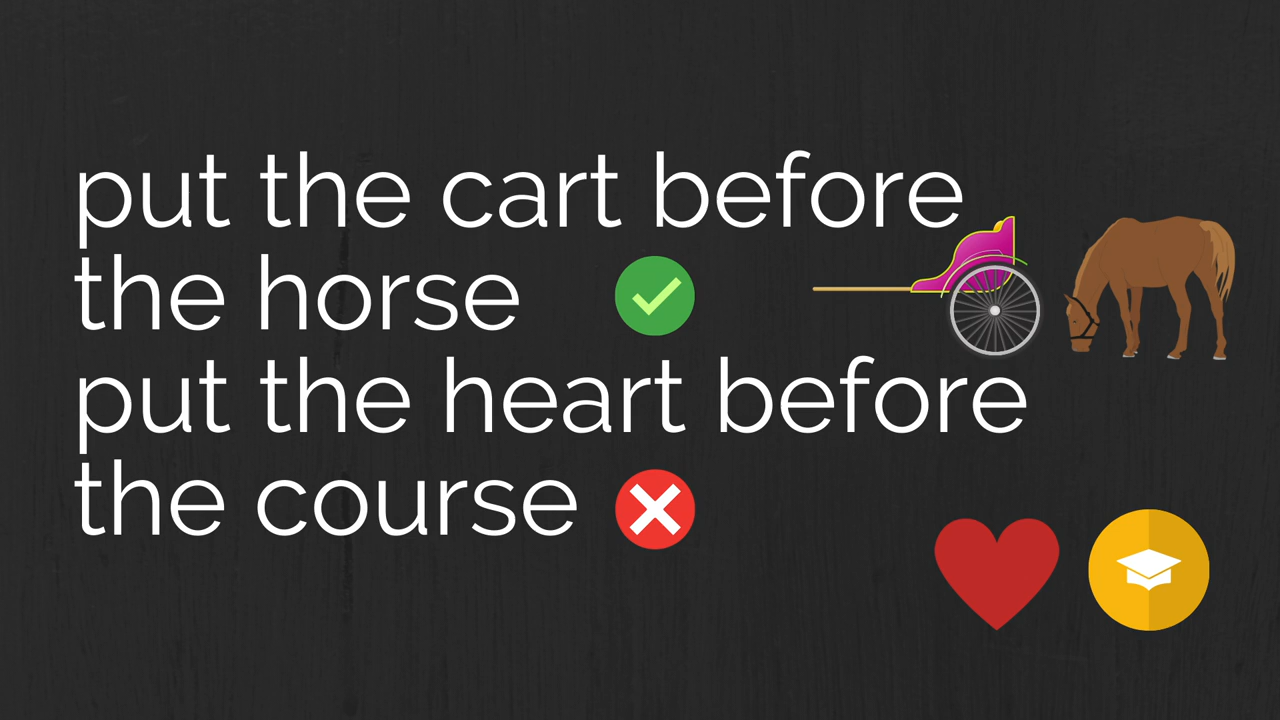 put the cart before
the horse
put the heart before
the course